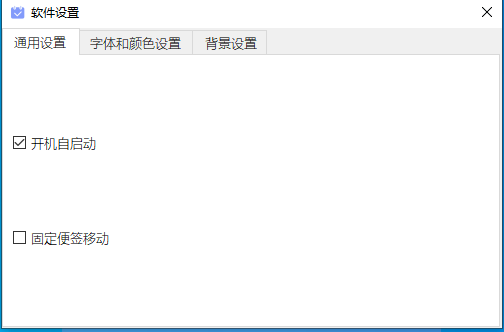 软件设置
通用设置 字体和颜色设置 背景设置
开机自启动
固定便签移动